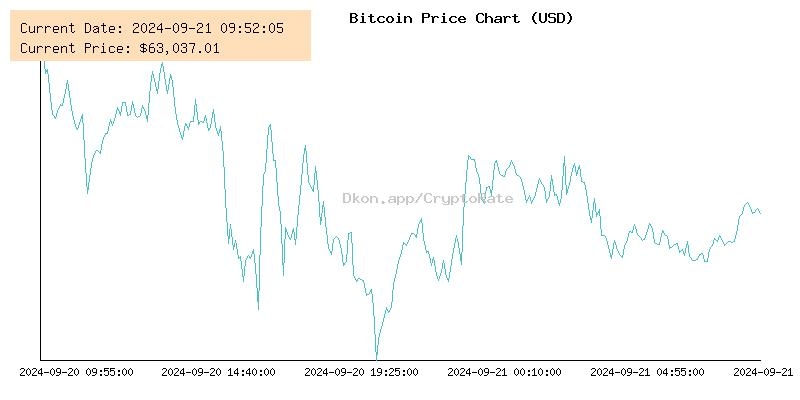 Bitcoin Price Chart (USD)
Current Date: 2024-09-21 09:52:05
Current Price: $63,037.01
Dkon.app/CryptoRate
2024-09-20 09:55:00 2024-09-20 14:40:00 2024-09-20 19:25:00 2024-09-21 00:10:00 2024-09-21 04:55:00 2024-09-21